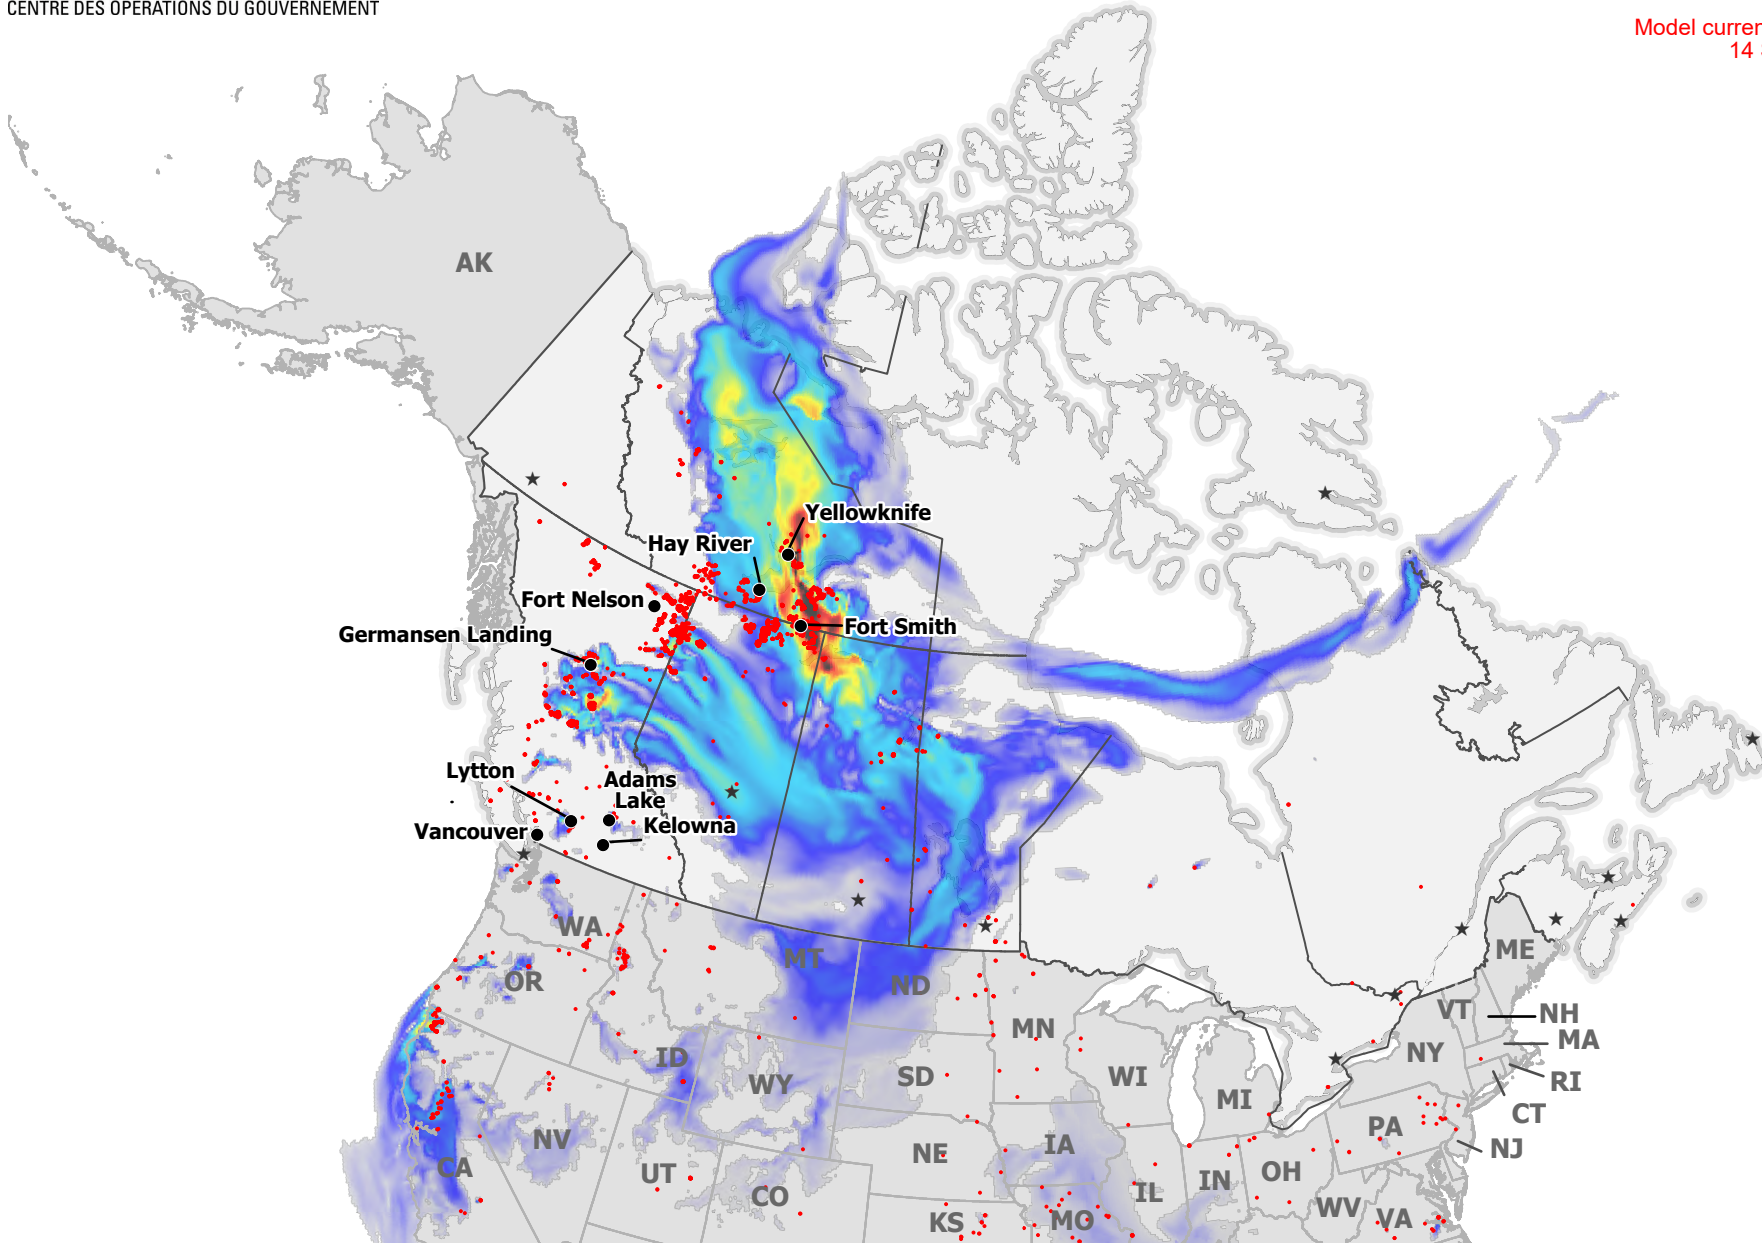 CENTRE DES OPÉRATIONS DU GOUVERNEMENT
Model curren
14
AK
Yellowknife
Hay River
Fort Nelson
Fort Smith
Germansen Landing
Lytton
Adams
Lake
Vancouver
Kelowna
WA
MT
ME
OR
ND
VT
NH
MN
MA
NY
ID
WY
SD
WI
RI
MI
CT
PA
NV
IA
NJ
NE
CA
UT
OH
IN
CO
IL
WV
KS
MO
VA